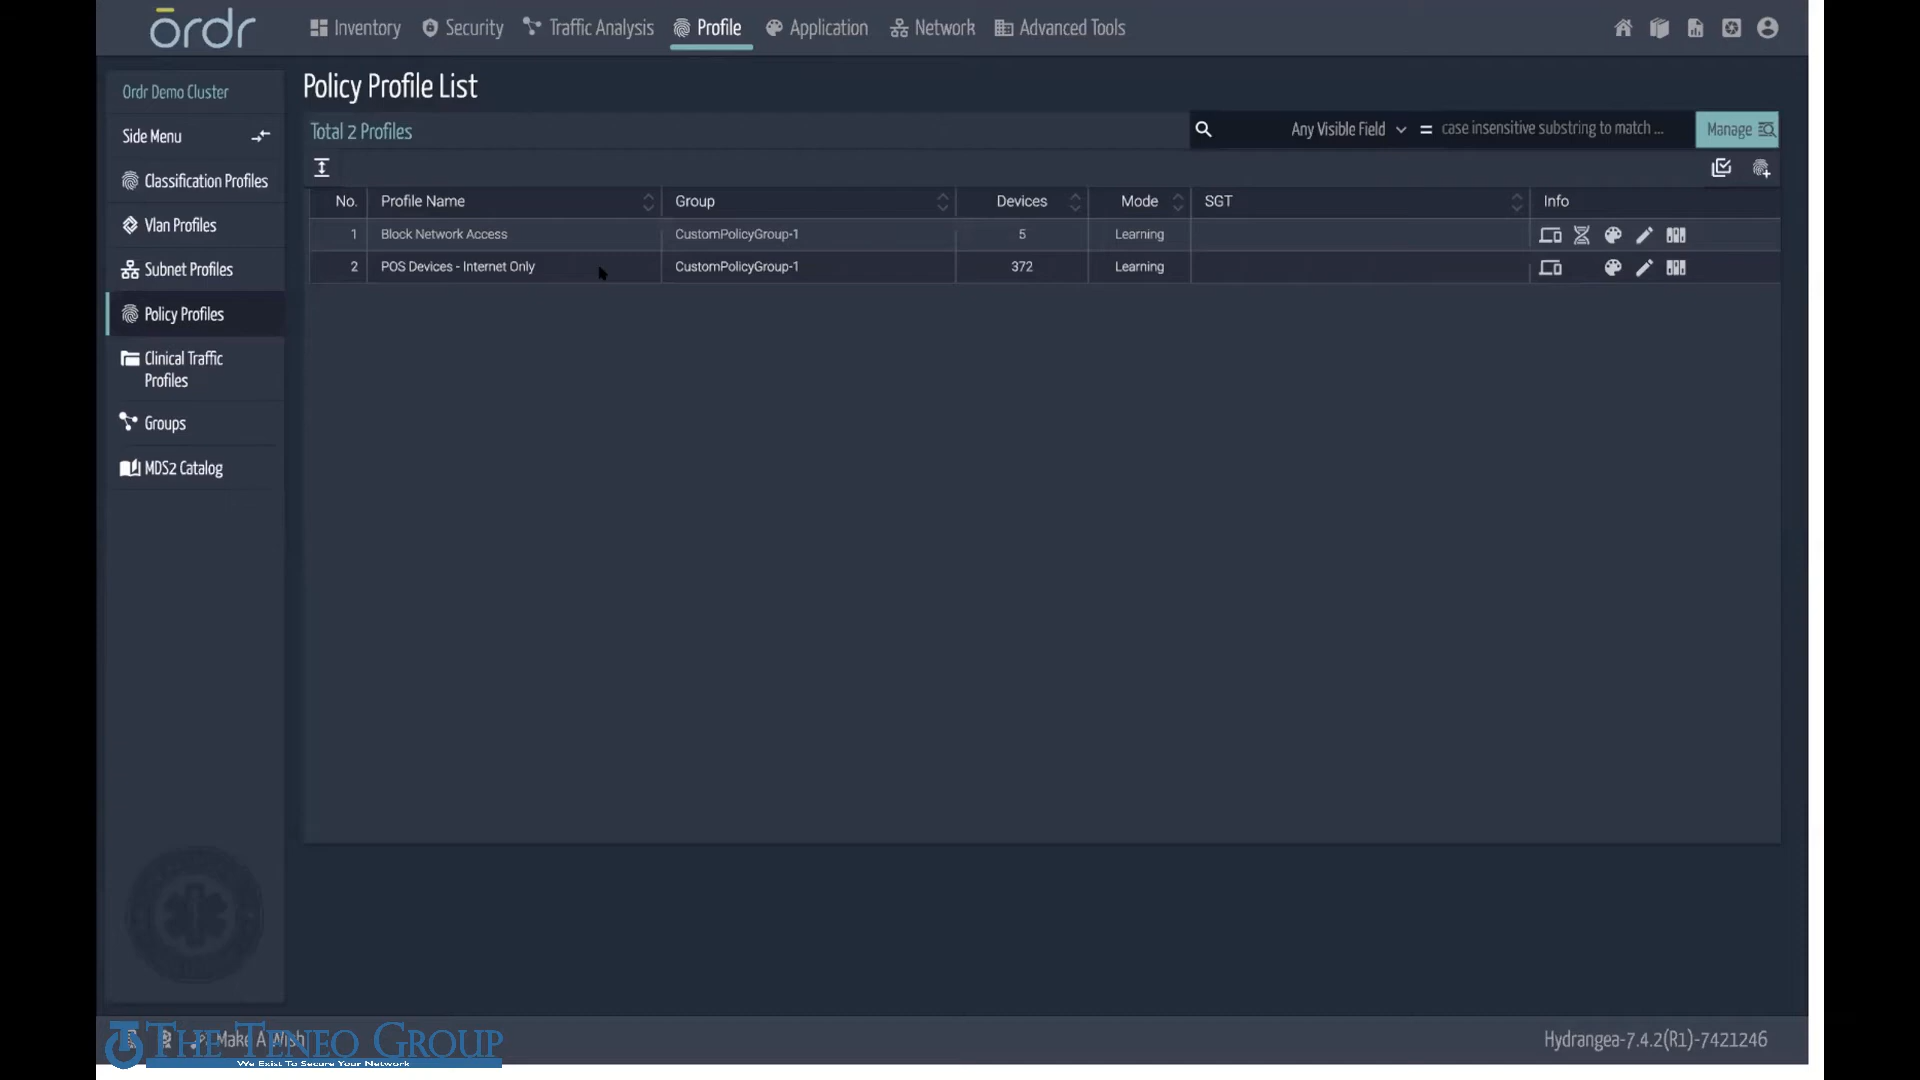 ordr
Inventory Security Traffic Analysis Profile Application Network Advanced Tools
Ordr Demo Cluster
Side Menu
Classification Profiles
Vlan Profiles
Subnet Profiles
Policy Profiles
Clinical Traffic
Profiles
Groups
MDS2 Catalog
Policy Profile List
Total 2 Profiles
Any Visible Field = case insensitive substring to match ... Manage
No. Profile Name Group Devices Mode SGT Info
1 Block Network Access CustomPolicyGroup-1 5 Learning
2 POS Devices - Internet Only CustomPolicyGroup-1 372 Learning
Make A Wish
THE TENEO GROUP
We Exist To Secure Your Network
Hydrangea-7.4.2(R1)-7421246